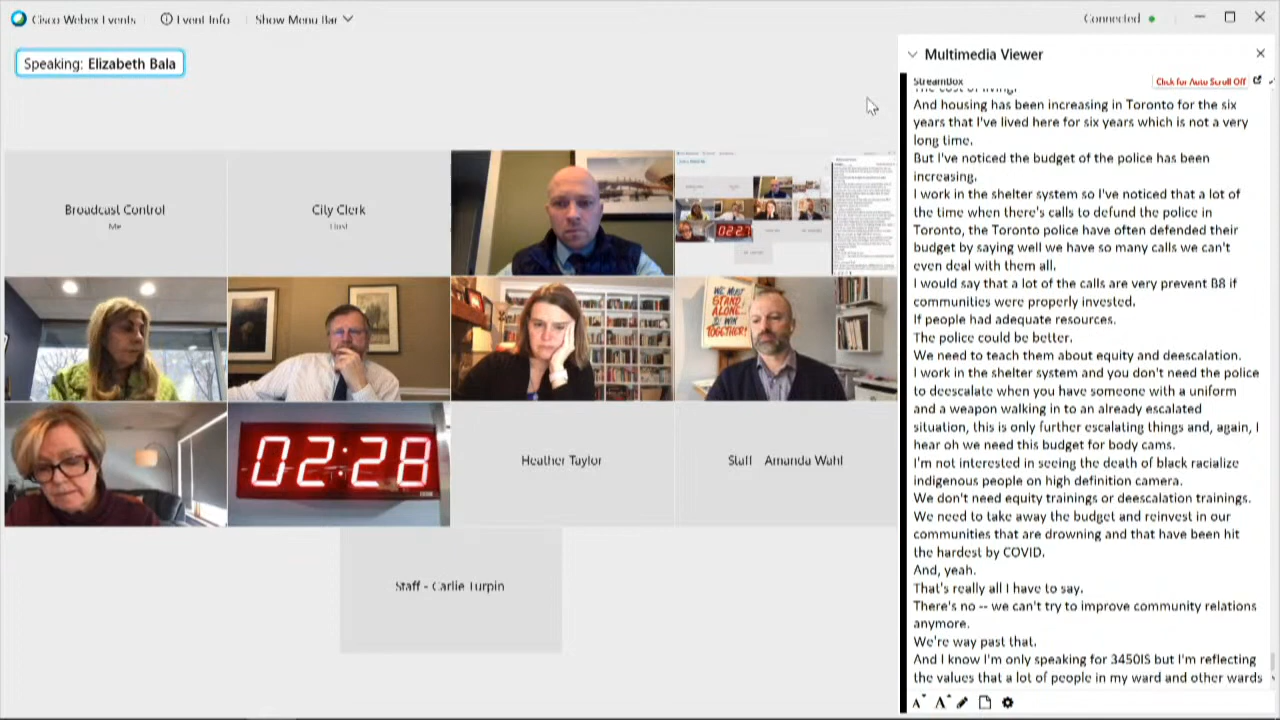 Cisco Webex Events
Event Info
Show Menu Bar
Connected
Speaking: Elizabeth Bala
City Clerk
Host
Me
WE MUST
STAND
ALONE...
TOGETHER!
02:28
02:27
Heather Taylor
Staff Amanda Wahl
Staff - Carlie Turpin
Multimedia Viewer
StreamBox
Click for Auto Scroll Off
The cost of living.
And housing has been increasing in Toronto for the six
years that I've lived here for six years which is not a very
long time.
But I've noticed the budget of the police has been
increasing.
I work in the shelter system so I've noticed that a lot of
the time when there's calls to defund the police in
Toronto, the Toronto police have often defended their
budget by saying well we have so many calls we can't
even deal with them all.
I would say that a lot of the calls are very prevent B8 if
communities were properly invested.
If people had adequate resources.
The police could be better.
We need to teach them about equity and deescalation.
I work in the shelter system and you don't need the police
to deescalate when you have someone with a uniform
and a weapon walking in to an already escalated
situation, this is only further escalating things and, again, I
hear oh we need this budget for body cams.
I'm not interested in seeing the death of black racialize
indigenous people on high definition camera.
We don't need equity trainings or deescalation trainings.
We need to take away the budget and reinvest in our
communities that are drowning and that have been hit
the hardest by COVID.
And, yeah.
That's really all I have to say.
There's no -- we can't try to improve community relations
anymore.
We're way past that.
And I know I'm only speaking for 3450IS but I'm reflecting
the values that a lot of people in my ward and other wards